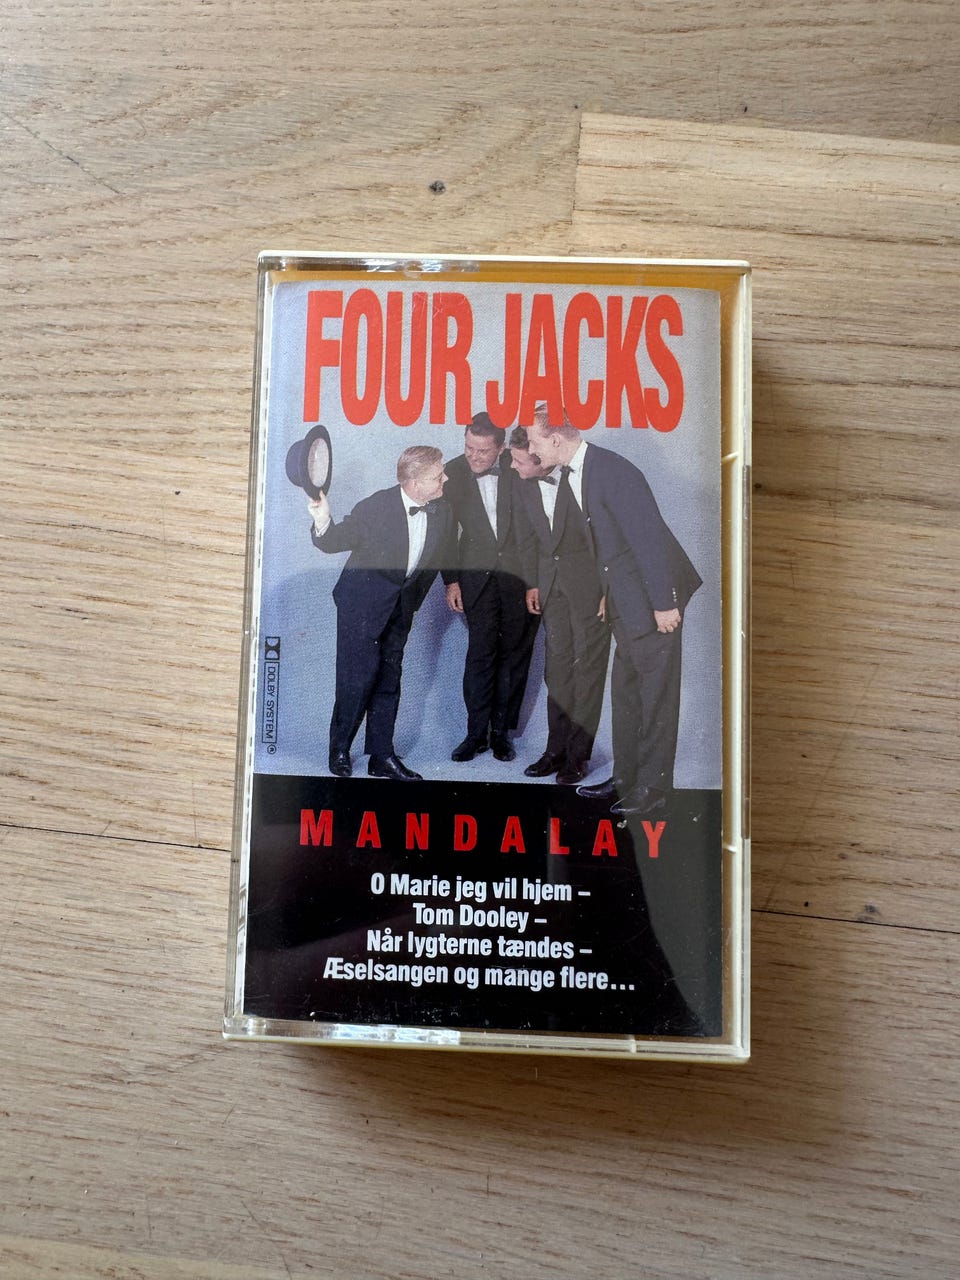 FOUR JACKS
DOLBY SYSTEM ®
MANDALAY
O Marie jeg vil hjem –
Tom Dooley –
Når lygterne tændes –
Æselsangen og mange flere...